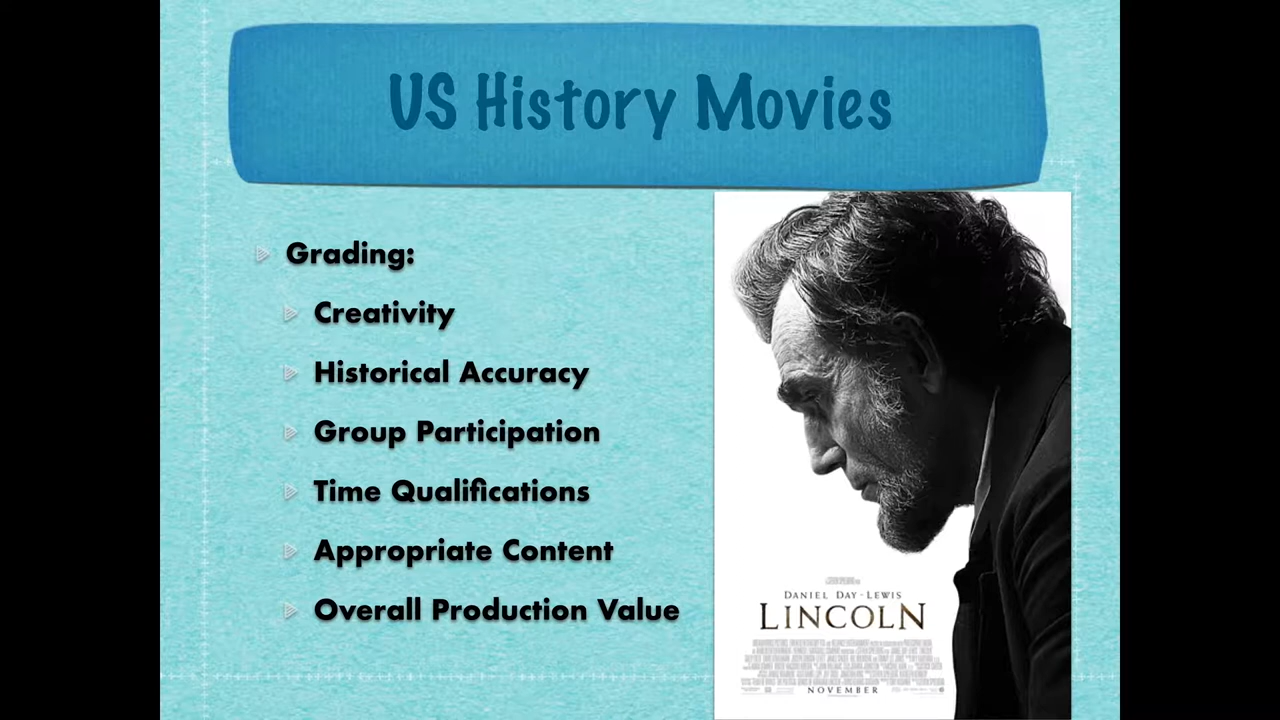 US History Movies
Grading:
Creativity
Historical Accuracy
Group Participation
Time Qualifications
Appropriate Content
Overall Production Value
DANIEL DAY-LEWIS
LINCOLN
NOVEMBER